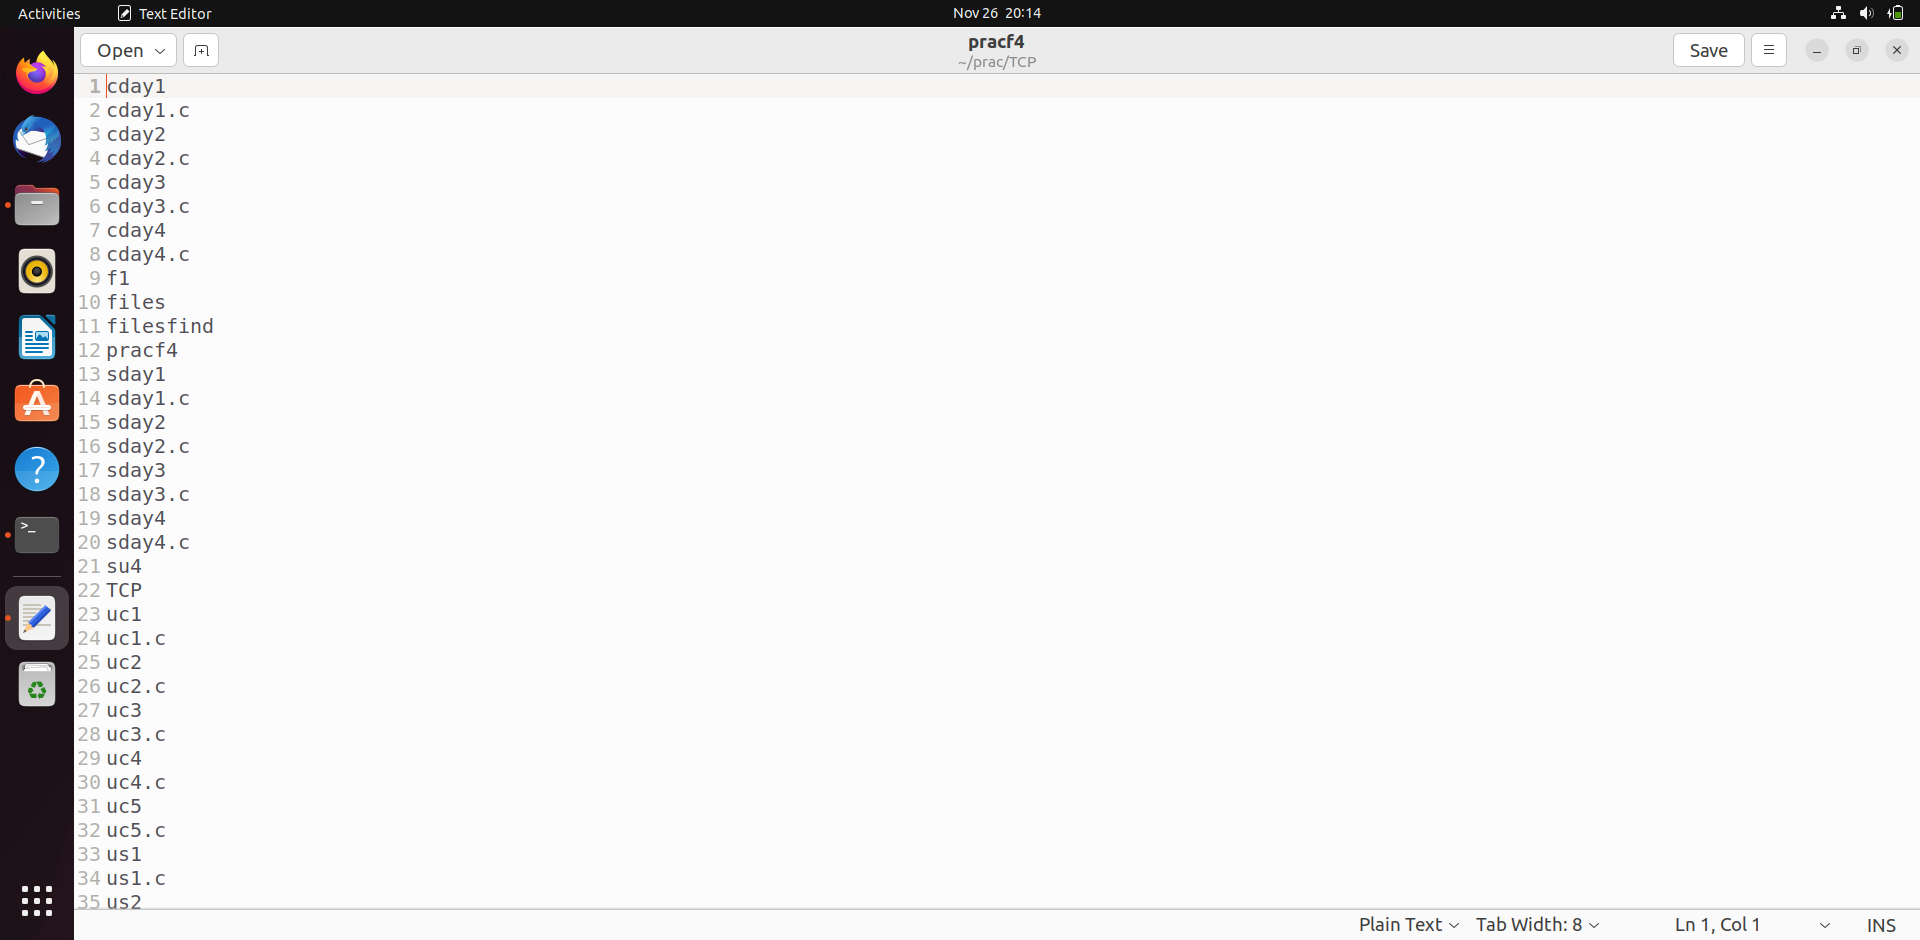 Activities Text Editor Nov 26 20:14
Open pracf4 Save
~/prac/TCP
1 cday1
2 cday1.c
3 cday2
4 cday2.c
5 cday3
6 cday3.c
7 cday4
8 cday4.c
9 f1
10 files
11 filesfind
12 pracf4
13 sday1
14 sday1.c
15 sday2
16 sday2.c
17 sday3
18 sday3.c
19 sday4
20 sday4.c
21 su4
22 TCP
23 uc1
24 uc1.c
25 uc2
26 uc2.c
27 uc3
28 uc3.c
29 uc4
30 uc4.c
31 uc5
32 uc5.c
33 us1
34 us1.c
35 us2
Plain Text Tab Width: 8 Ln 1, Col 1 INS